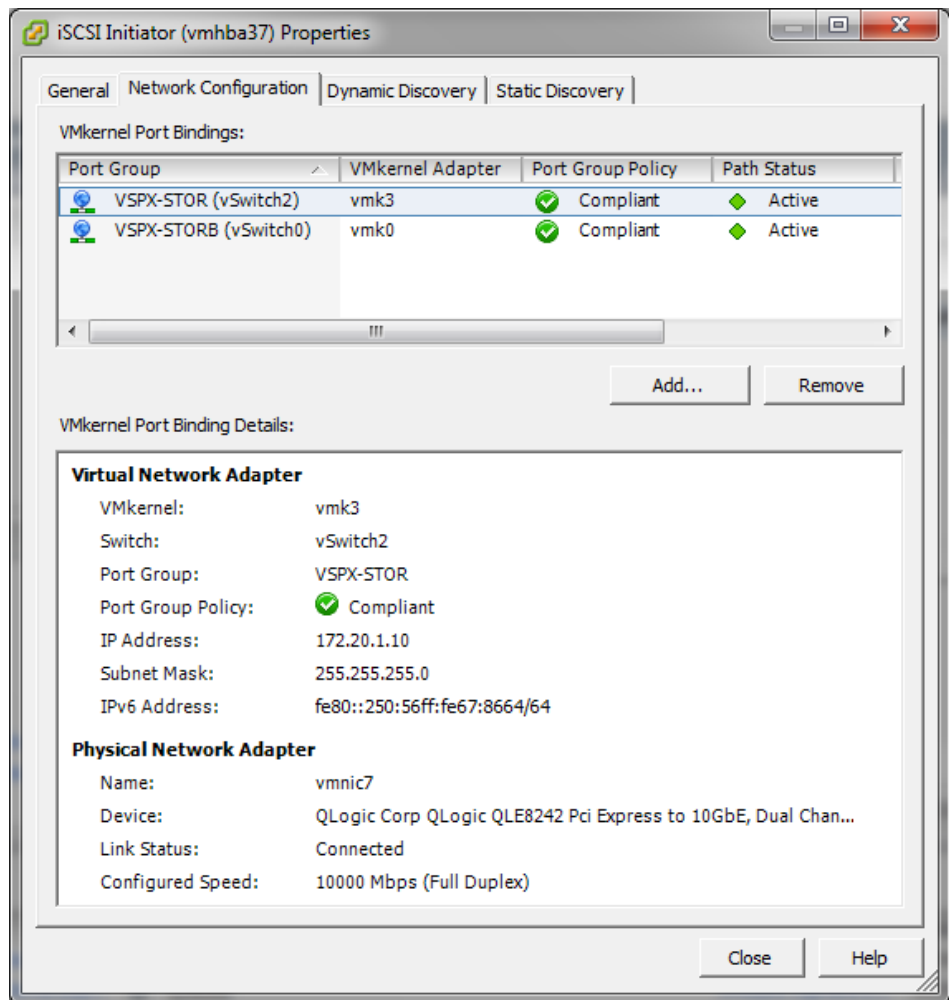 iSCSI Initiator (vmhba37) Properties
General Network Configuration Dynamic Discovery Static Discovery
VMkernel Port Bindings:
Port Group VMkernel Adapter Port Group Policy Path Status
VSPX-STOR (vSwitch2) vmk3 Compliant Active
VSPX-STORB (vSwitch0) vmk0 Compliant Active
Add... Remove
VMkernel Port Binding Details:
Virtual Network Adapter
VMkernel: vmk3
Switch: vSwitch2
Port Group: VSPX-STOR
Port Group Policy: Compliant
IP Address: 172.20.1.10
Subnet Mask: 255.255.255.0
IPv6 Address: fe80::250:56ff:fe67:8664/64
Physical Network Adapter
Name: vmnic7
Device: QLogic Corp QLogic QLE8242 Pci Express to 10GbE, Dual Chan...
Link Status: Connected
Configured Speed: 10000 Mbps (Full Duplex)
Close Help